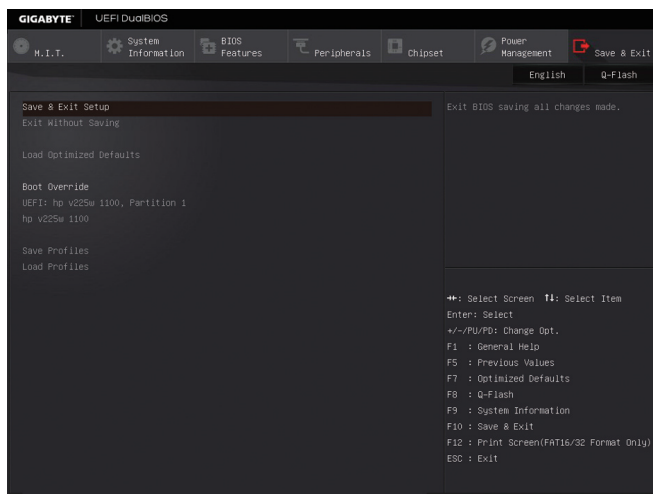 GIGABYTE™ UEFI DualBIOS
M.I.T.
System Information
BIOS Features
Peripherals
Chipset
Power Management
Save & Exit
English
Q-Flash
Save & Exit Setup
Exit Without Saving
Load Optimized Defaults
Boot Override
UEFI: hp v225w 1100, Partition 1
hp v225w 1100
Save Profiles
Load Profiles
Exit BIOS saving all changes made.
→←: Select Screen ↑↓: Select Item
Enter: Select
+/-/PU/PD: Change Opt.
F1 : General Help
F5 : Previous Values
F7 : Optimized Defaults
F8 : Q-Flash
F9 : System Information
F10 : Save & Exit
F12 : Print Screen(FAT16/32 Format Only)
ESC : Exit